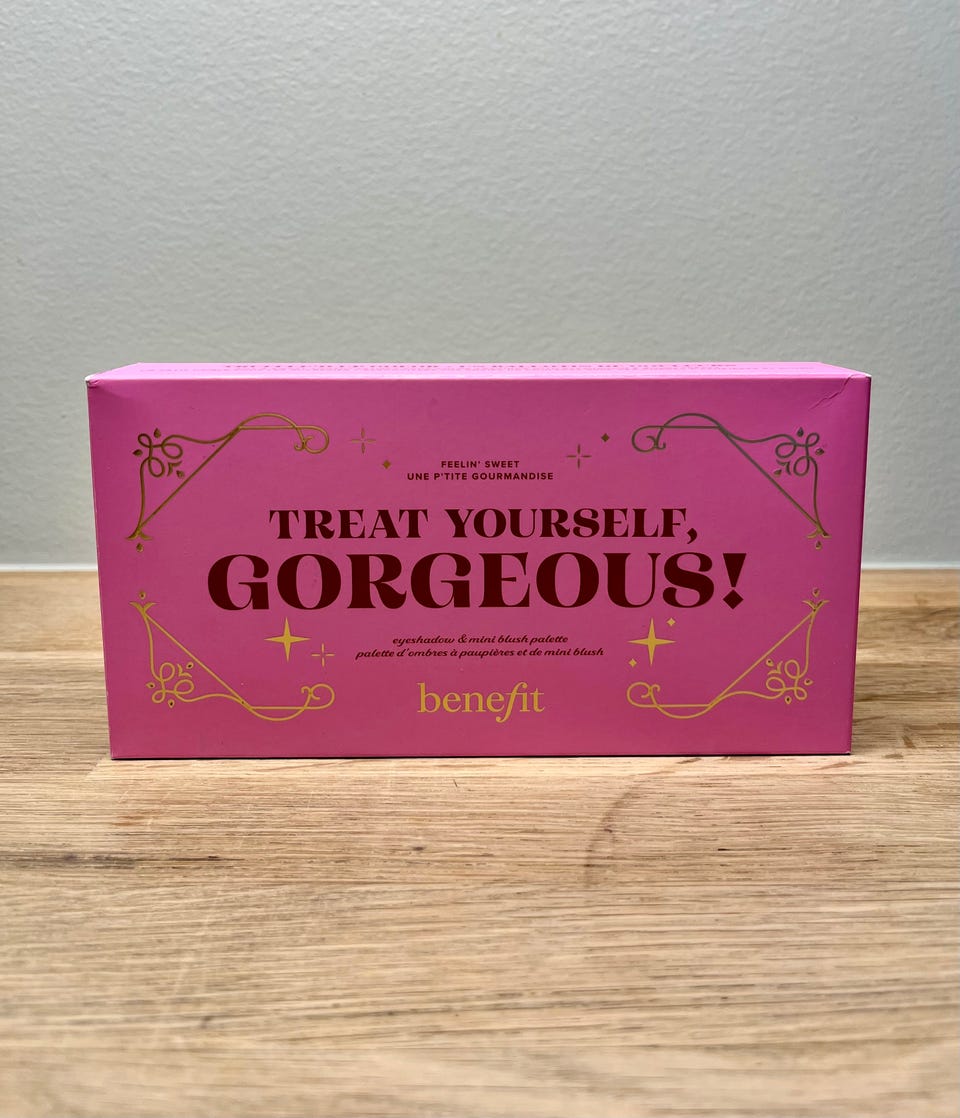 FEELIN' SWEET
UNE P'TITE GOURMANDISE
TREAT YOURSELF,
GORGEOUS!
eyeshadow & mini blush palette
palette d'ombres à paupières et de mini blush
benefit